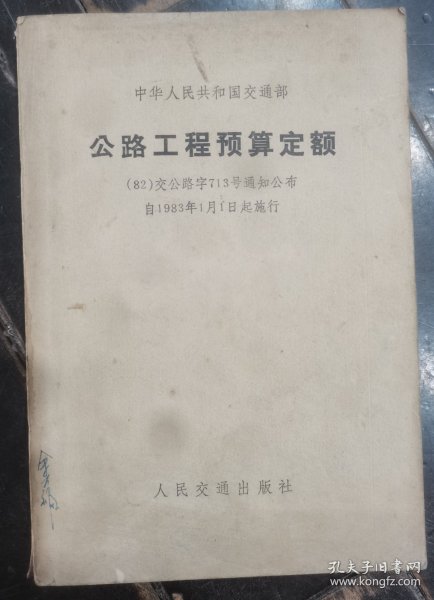 中华人民共和国交通部
公路工程预算定额
(82)交公路字713号通知公布
自1983年1月1日起施行
人民交通出版社
孔夫子旧书网
www.kongfz.com